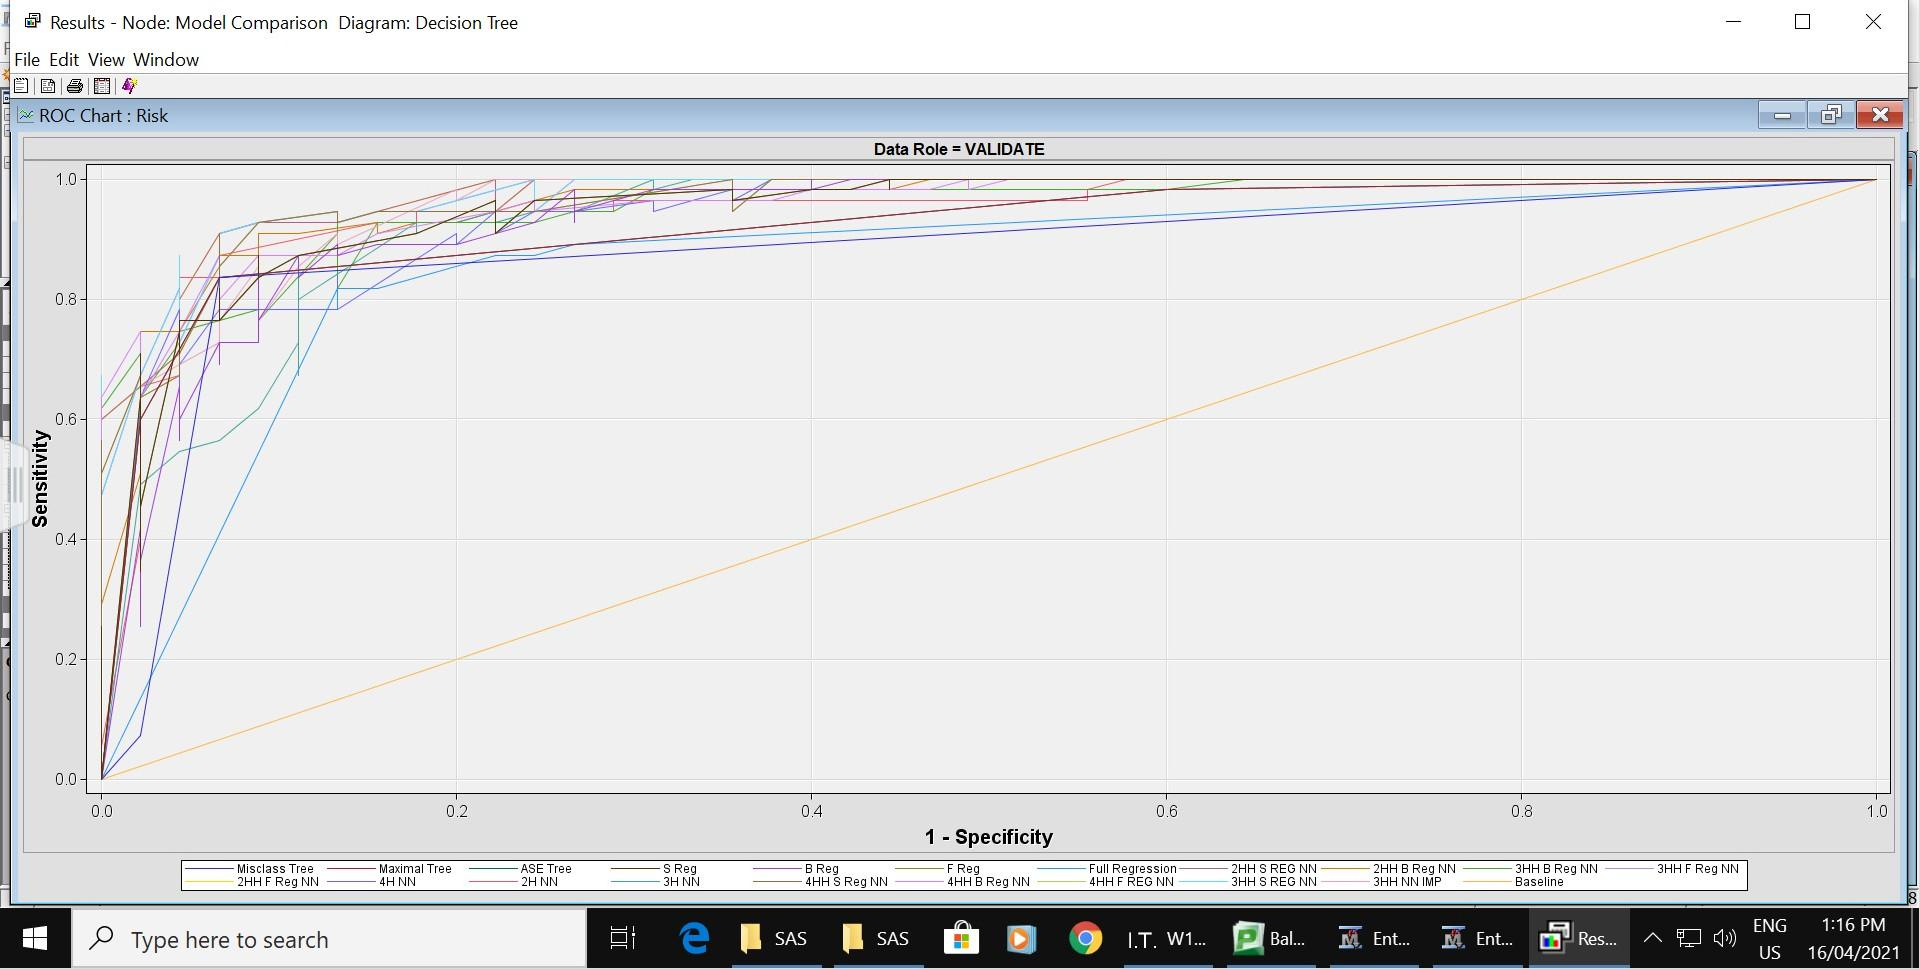 Results - Node: Model Comparison  Diagram: Decision Tree
File Edit View Window
ROC Chart : Risk
Data Role = VALIDATE
1.0
0.8
0.6
0.4
0.2
0.0
Sensitivity
0.0 0.2 0.4 0.6 0.8 1.0
1 - Specificity
Misclass Tree Maximal Tree ASE Tree S Reg B Reg F Reg Full Regression 2HH S REG NN 2HH B Reg NN 3HH B Reg NN 3HH F Reg NN
2HH F Reg NN 4H NN 2H NN 3H NN 4HH S Reg NN 4HH B Reg NN 4HH F REG NN 3HH S REG NN 3HH NN IMP Baseline
Type here to search
SAS
SAS
I.T. W1...
Bal...
Ent...
Ent...
Res...
ENG
US
1:16 PM
16/04/2021